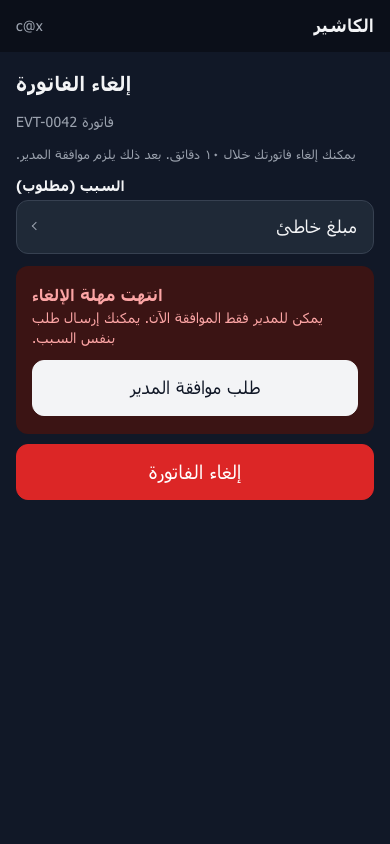 الكاشير
c@x
إلغاء الفاتورة
فاتورة EVT-0042
يمكنك إلغاء فاتورتك خلال ١٠ دقائق. بعد ذلك يلزم موافقة المدير.
السبب (مطلوب)
مبلغ خاطئ
انتهت مهلة الإلغاء
يمكن للمدير فقط الموافقة الآن. يمكنك إرسال طلب
بنفس السبب.
طلب موافقة المدير
إلغاء الفاتورة